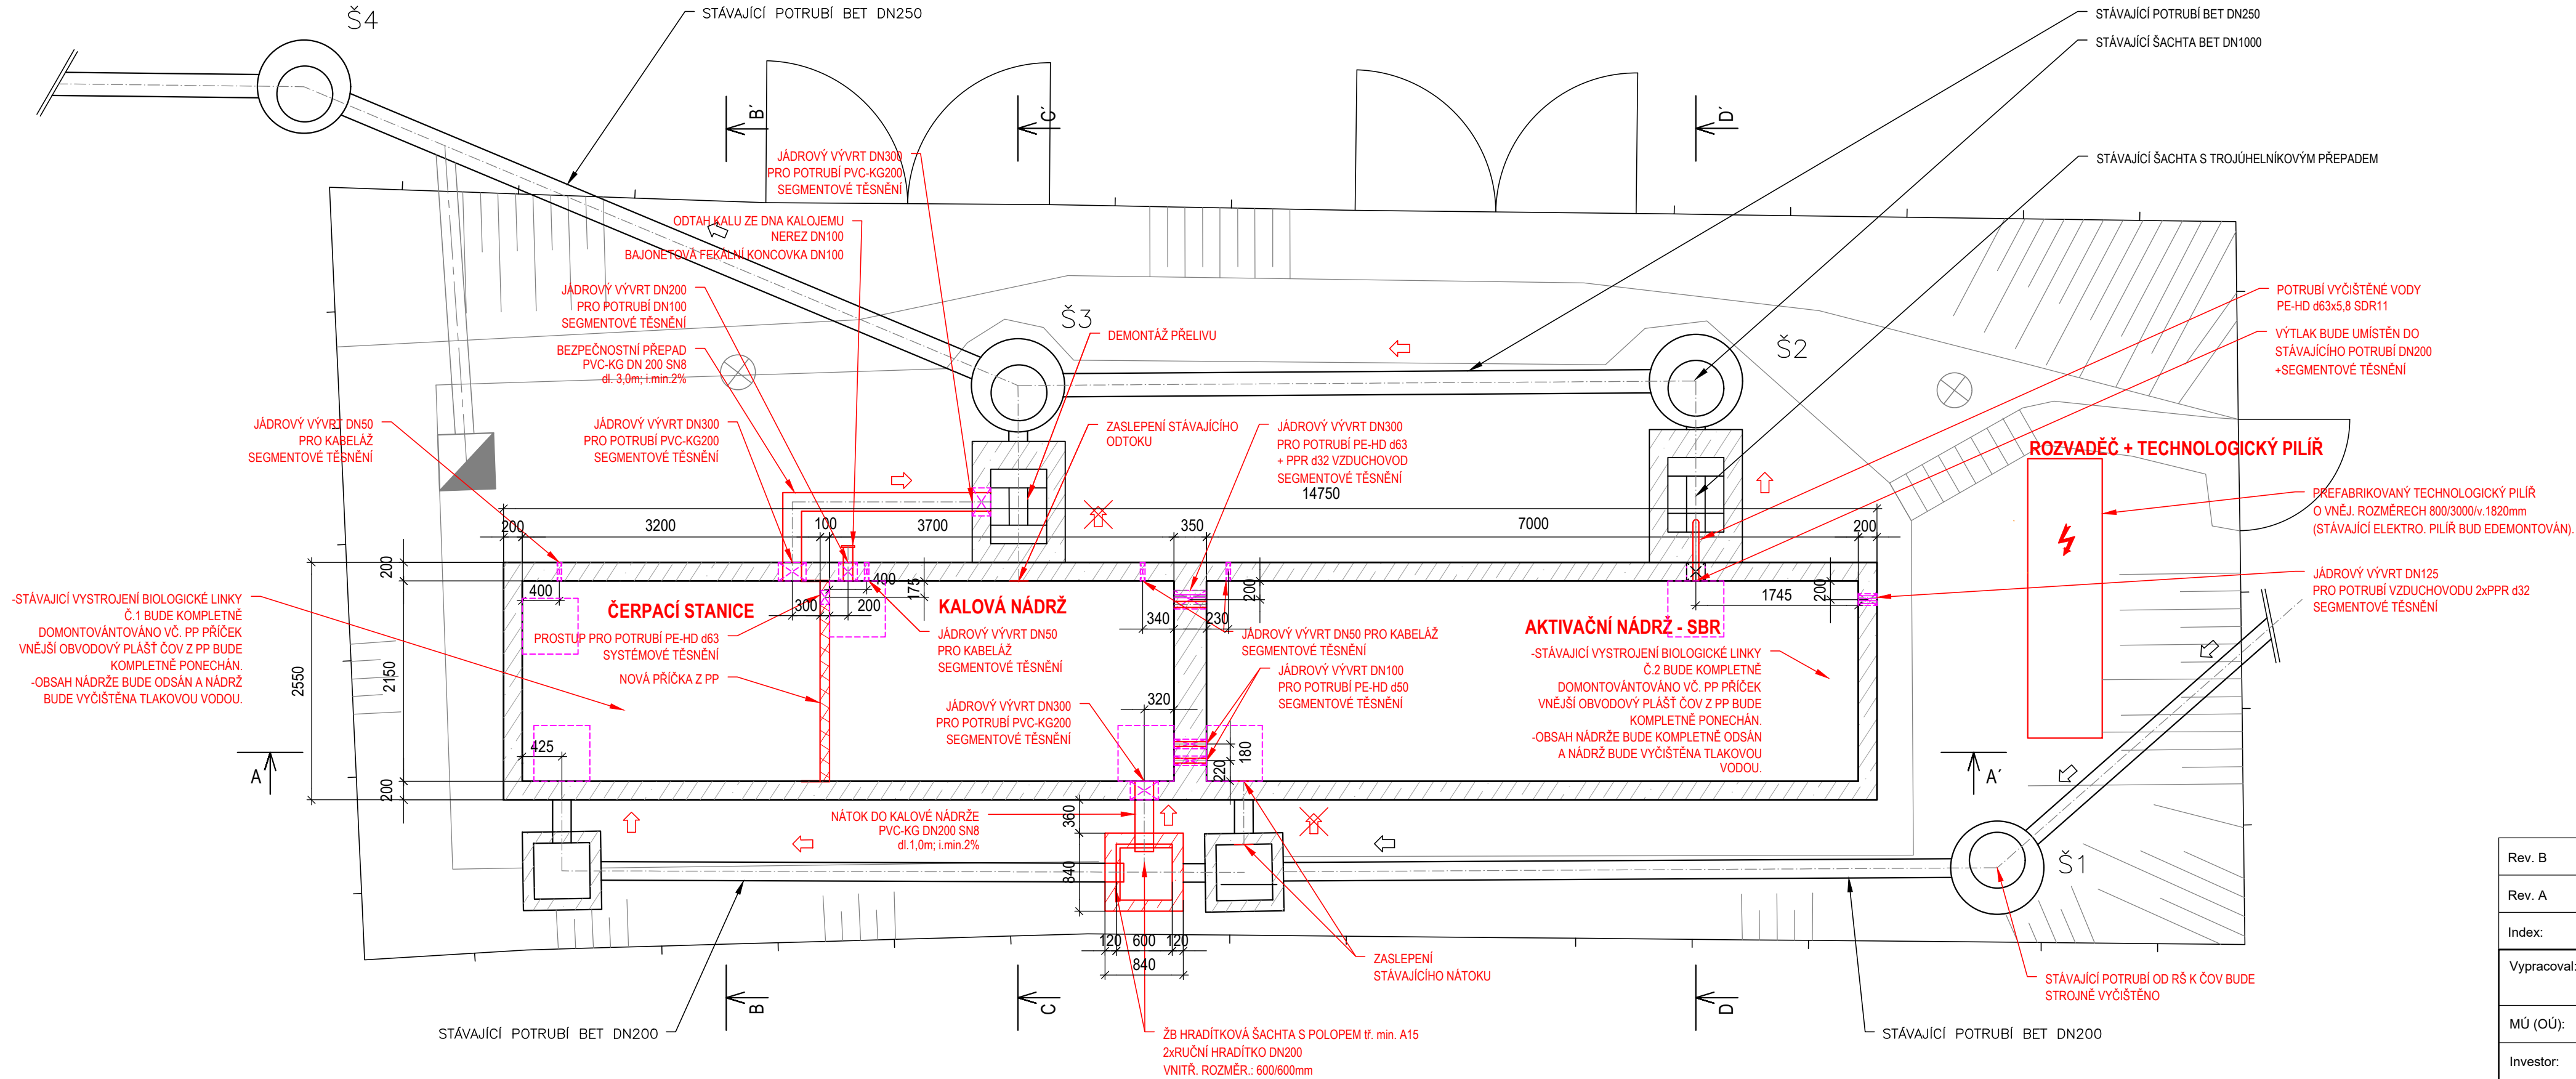 Š4
STÁVAJÍCÍ POTRUBÍ BET DN250
STÁVAJÍCÍ POTRUBÍ BET DN250
STÁVAJÍCÍ ŠACHTA BET DN1000
B´
C´
D´
JÁDROVÝ VÝVRT DN300
PRO POTRUBÍ PVC-KG200
SEGMENTOVÉ TĚSNĚNÍ
STÁVAJÍCÍ ŠACHTA S TROJÚHELNÍKOVÝM PŘEPADEM
ODTAH KALU ZE DNA KALOJEMU
NEREZ DN100
BAJONETOVÁ FEKÁLNÍ KONCOVKA DN100
JÁDROVÝ VÝVRT DN200
PRO POTRUBÍ DN100
SEGMENTOVÉ TĚSNĚNÍ
Š3
DEMONTÁŽ PŘELIVU
Š2
POTRUBÍ VYČIŠTĚNÉ VODY
PE-HD d63x5,8 SDR11
VÝTLAK BUDE UMÍSTĚN DO
STÁVAJÍCÍHO POTRUBÍ DN200
+SEGMENTOVÉ TĚSNĚNÍ
BEZPEČNOSTNÍ PŘEPAD
PVC-KG DN 200 SN8
dl. 3,0m; i.min.2%
JÁDROVÝ VÝVRT DN50
PRO KABELÁŽ
SEGMENTOVÉ TĚSNĚNÍ
JÁDROVÝ VÝVRT DN300
PRO POTRUBÍ PVC-KG200
SEGMENTOVÉ TĚSNĚNÍ
ZASLEPENÍ STÁVAJÍCÍHO
ODTOKU
JÁDROVÝ VÝVRT DN300
PRO POTRUBÍ PE-HD d63
+ PPR d32 VZDUCHOVOD
SEGMENTOVÉ TĚSNĚNÍ
ROZVADĚČ + TECHNOLOGICKÝ PILÍŘ
PREFABRIKOVANÝ TECHNOLOGICKÝ PILÍŘ
O VNĚJ. ROZMĚRECH 800/3000/v.1820mm
(STÁVAJÍCÍ ELEKTRO. PILÍŘ BUD EDEMONTOVÁN).
14750
200
3200
100
3700
350
7000
200
200
2150
200
2550
400
300
400
200
175
340
230
200
1745
200
JÁDROVÝ VÝVRT DN125
PRO POTRUBÍ VZDUCHOVODU 2xPPR d32
SEGMENTOVÉ TĚSNĚNÍ
-STÁVAJICÍ VYSTROJENÍ BIOLOGICKÉ LINKY
Č.1 BUDE KOMPLETNĚ
DOMONTOVÁNTOVÁNO VČ. PP PŘÍČEK
VNĚJŠÍ OBVODOVÝ PLÁŠŤ ČOV Z PP BUDE
KOMPLETNĚ PONECHÁN.
-OBSAH NÁDRŽE BUDE ODSÁN A NÁDRŽ
BUDE VYČIŠTĚNA TLAKOVOU VODOU.
ČERPACÍ STANICE
PROSTUP PRO POTRUBÍ PE-HD d63
SYSTÉMOVÉ TĚSNĚNÍ
NOVÁ PŘÍČKA Z PP
KALOVÁ NÁDRŽ
JÁDROVÝ VÝVRT DN50
PRO KABELÁŽ
SEGMENTOVÉ TĚSNĚNÍ
JÁDROVÝ VÝVRT DN50 PRO KABELÁŽ
SEGMENTOVÉ TĚSNĚNÍ
JÁDROVÝ VÝVRT DN100
PRO POTRUBÍ PE-HD d50
SEGMENTOVÉ TĚSNĚNÍ
JÁDROVÝ VÝVRT DN300
PRO POTRUBÍ PVC-KG200
SEGMENTOVÉ TĚSNĚNÍ
AKTIVAČNÍ NÁDRŽ - SBR
-STÁVAJICÍ VYSTROJENÍ BIOLOGICKÉ LINKY
Č.2 BUDE KOMPLETNĚ
DOMONTOVÁNTOVÁNO VČ. PP PŘÍČEK
VNĚJŠÍ OBVODOVÝ PLÁŠŤ ČOV Z PP BUDE
KOMPLETNĚ PONECHÁN.
-OBSAH NÁDRŽE BUDE KOMPLETNĚ ODSÁN
A NÁDRŽ BUDE VYČIŠTĚNA TLAKOVOU
VODOU.
320
180
220
425
A
A´
NÁTOK DO KALOVÉ NÁDRŽE
PVC-KG DN200 SN8
dl.1,0m; i.min.2%
360
840
120
600
120
840
Š1
ZASLEPENÍ
STÁVAJÍCÍHO NÁTOKU
STÁVAJÍCÍ POTRUBÍ OD RŠ K ČOV BUDE
STROJNĚ VYČIŠTĚNO
B
C
D
STÁVAJÍCÍ POTRUBÍ BET DN200
ŽB HRADÍTKOVÁ ŠACHTA S POLOPEM tř. min. A15
2xRUČNÍ HRADÍTKO DN200
VNITŘ. ROZMĚR.: 600/600mm
STÁVAJÍCÍ POTRUBÍ BET DN200
Rev. B
Rev. A
Index:
Vypracoval:
MÚ (OÚ):
Investor: